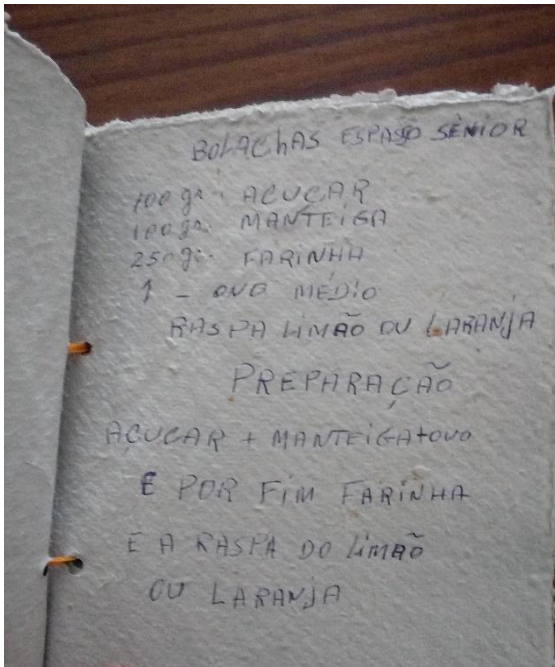 BOLACHAS ESPAÇO SÉNIOR
100 gr. AÇUCAR
100 gr. MANTEIGA
250 gr. FARINHA
1 - OVO MÉDIO
RASPA LIMÃO OU LARANJA
PREPARAÇÃO
AÇUCAR + MANTEIGA + OVO
E POR FIM FARINHA
E A RASPA DO LIMÃO
OU LARANJA